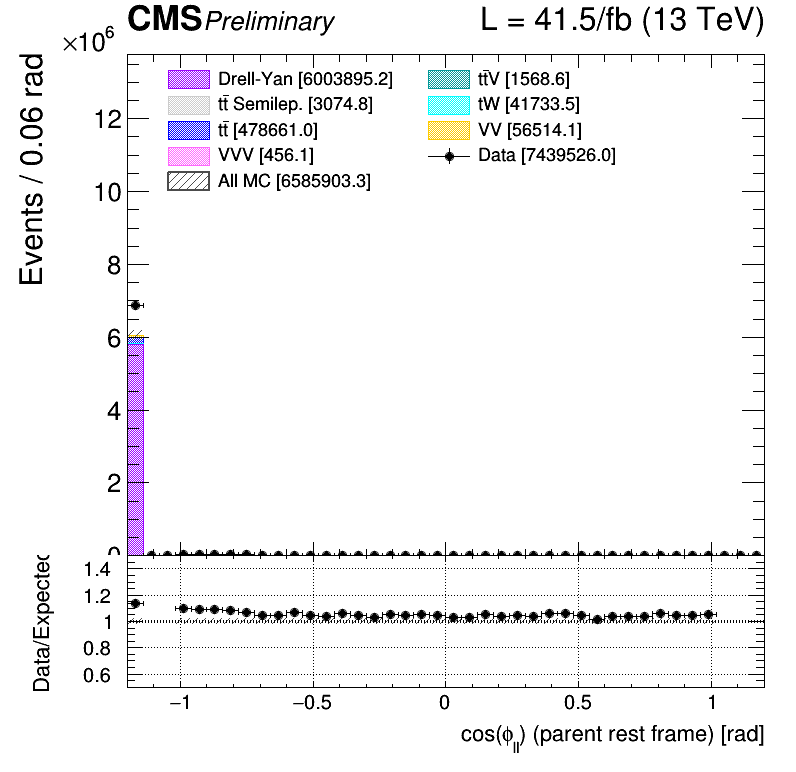 CMS Preliminary L = 41.5/fb (13 TeV)
×10⁶
Events / 0.06 rad
Drell-Yan [6003895.2]
tt̄ Semilep. [3074.8]
tt̄ [478661.0]
VVV [456.1]
All MC [6585903.3]
tt̄V [1568.6]
tW [41733.5]
VV [56514.1]
Data [7439526.0]
12
10
8
6
4
2
0
Data/Expected
1.4
1.2
1
0.8
0.6
−1 −0.5 0 0.5 1
cos(ϕ_ll) (parent rest frame) [rad]